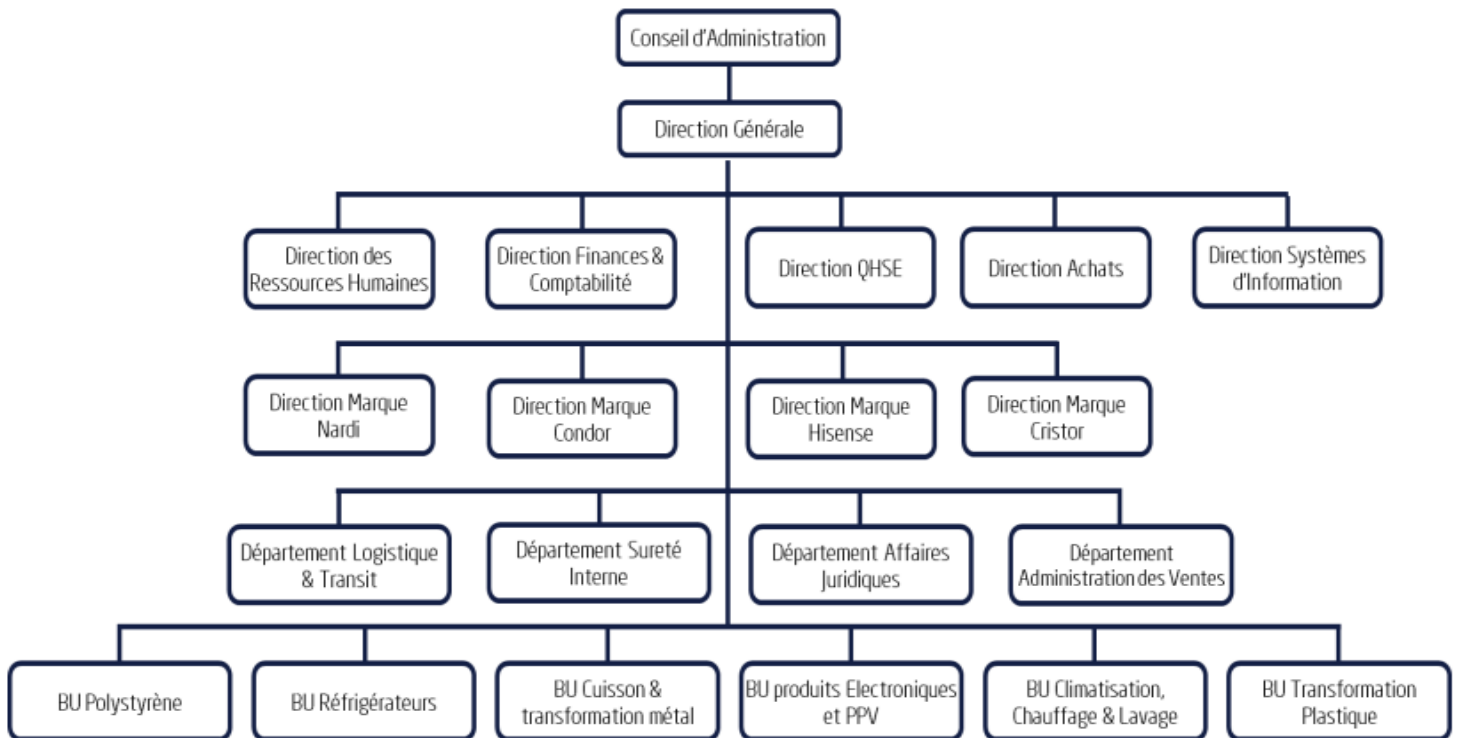 Conseil d'Administration
Direction Générale
Direction des
Ressources Humaines
Direction Finances &
Comptabilité
Direction QHSE
Direction Achats
Direction Systèmes
d'Information
Direction Marque
Nardi
Direction Marque
Condor
Direction Marque
Hisense
Direction Marque
Cristor
Département Logistique
& Transit
Département Sureté
Interne
Département Affaires
Juridiques
Département
Administration des Ventes
BU Polystyrène
BU Réfrigérateurs
BU Cuisson &
transformation métal
BU produits Electroniques
et PPV
BU Climatisation,
Chauffage & Lavage
BU Transformation
Plastique